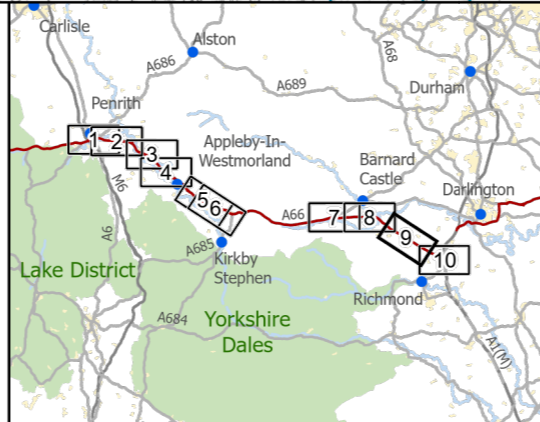 Carlisle
Alston
A686
A68
A689
Durham
Penrith
1
2
3
4
5
6
Appleby-In-
Westmorland
Barnard
Castle
Darlington
M6
A6
A66
7
8
9
10
A685
Kirkby
Stephen
Lake District
Richmond
A684
Yorkshire
Dales
A1(M)